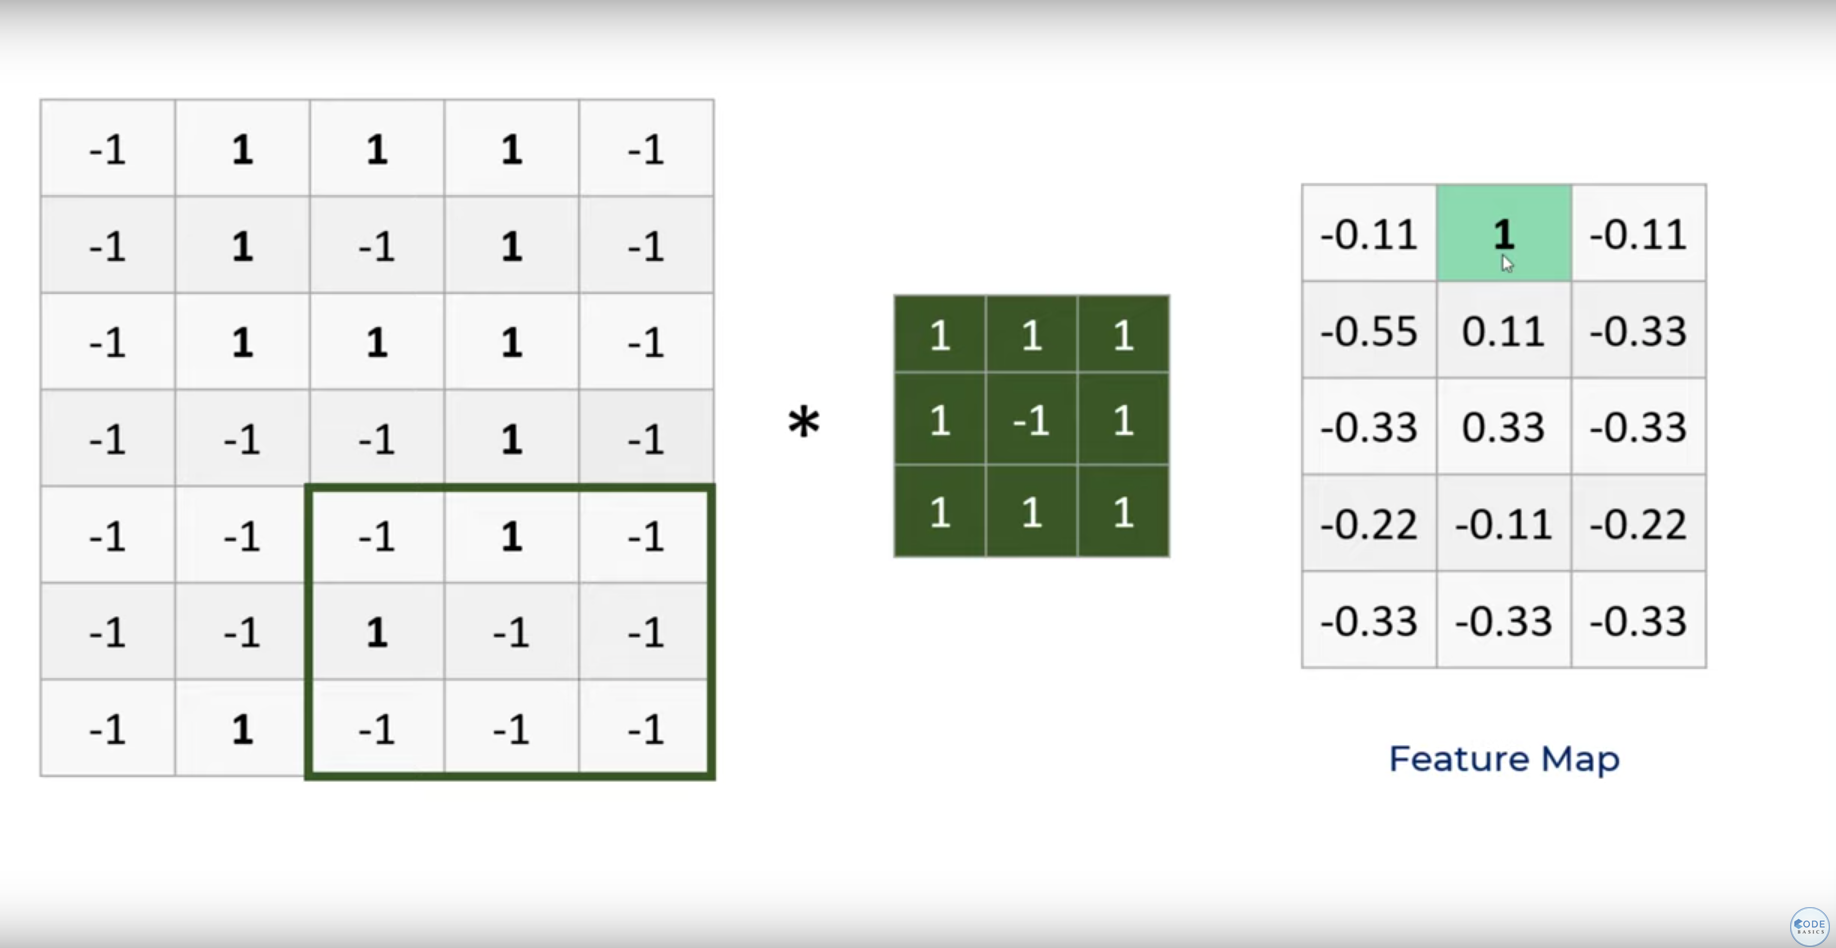 -1 1 1 1 -1
-1 1 -1 1 -1
-1 1 1 1 -1
-1 -1 -1 1 -1
-1 -1 -1 1 -1
-1 -1 1 -1 -1
-1 1 -1 -1 -1
*
1 1 1
1 -1 1
1 1 1
-0.11 1 -0.11
-0.55 0.11 -0.33
-0.33 0.33 -0.33
-0.22 -0.11 -0.22
-0.33 -0.33 -0.33
Feature Map
CODE
BASICS